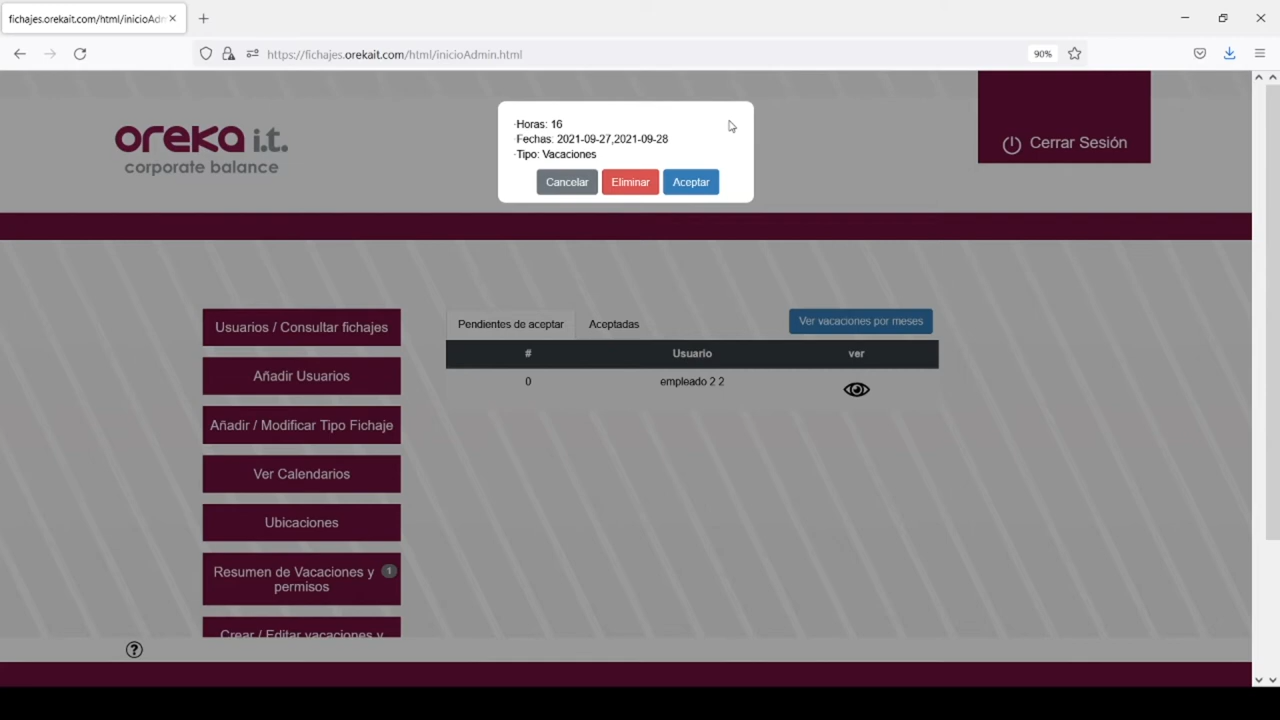 fichajes.orekait.com/html/inicioAdm
https://fichajes.orekait.com/html/inicioAdmin.html
90%
·Horas: 16
·Fechas: 2021-09-27,2021-09-28
·Tipo: Vacaciones
Cancelar
Eliminar
Aceptar
oreka i.t.
corporate balance
Cerrar Sesión
Usuarios / Consultar fichajes
Añadir Usuarios
Añadir / Modificar Tipo Fichaje
Ver Calendarios
Ubicaciones
Resumen de Vacaciones y
permisos
1
Crear / Editar vacaciones y
Pendientes de aceptar
Aceptadas
Ver vacaciones por meses
# Usuario ver
0 empleado 2 2
?